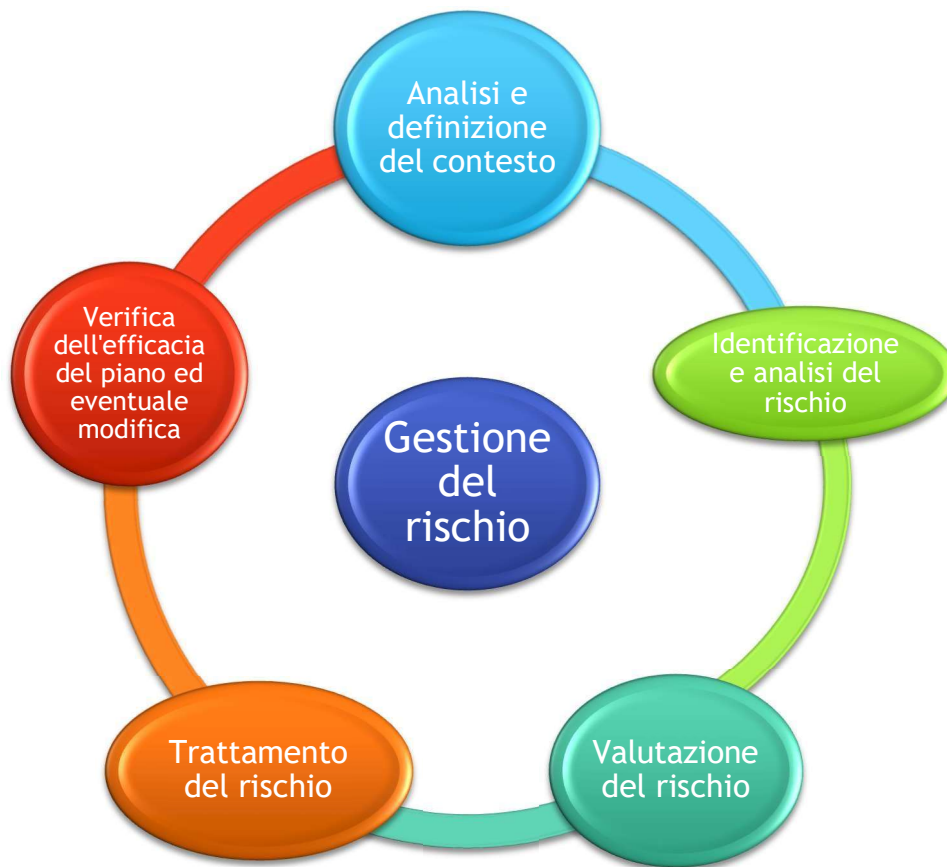 Analisi e
definizione
del contesto
Identificazione
e analisi del
rischio
Valutazione
del rischio
Trattamento
del rischio
Verifica
dell'efficacia
del piano ed
eventuale
modifica
Gestione
del
rischio